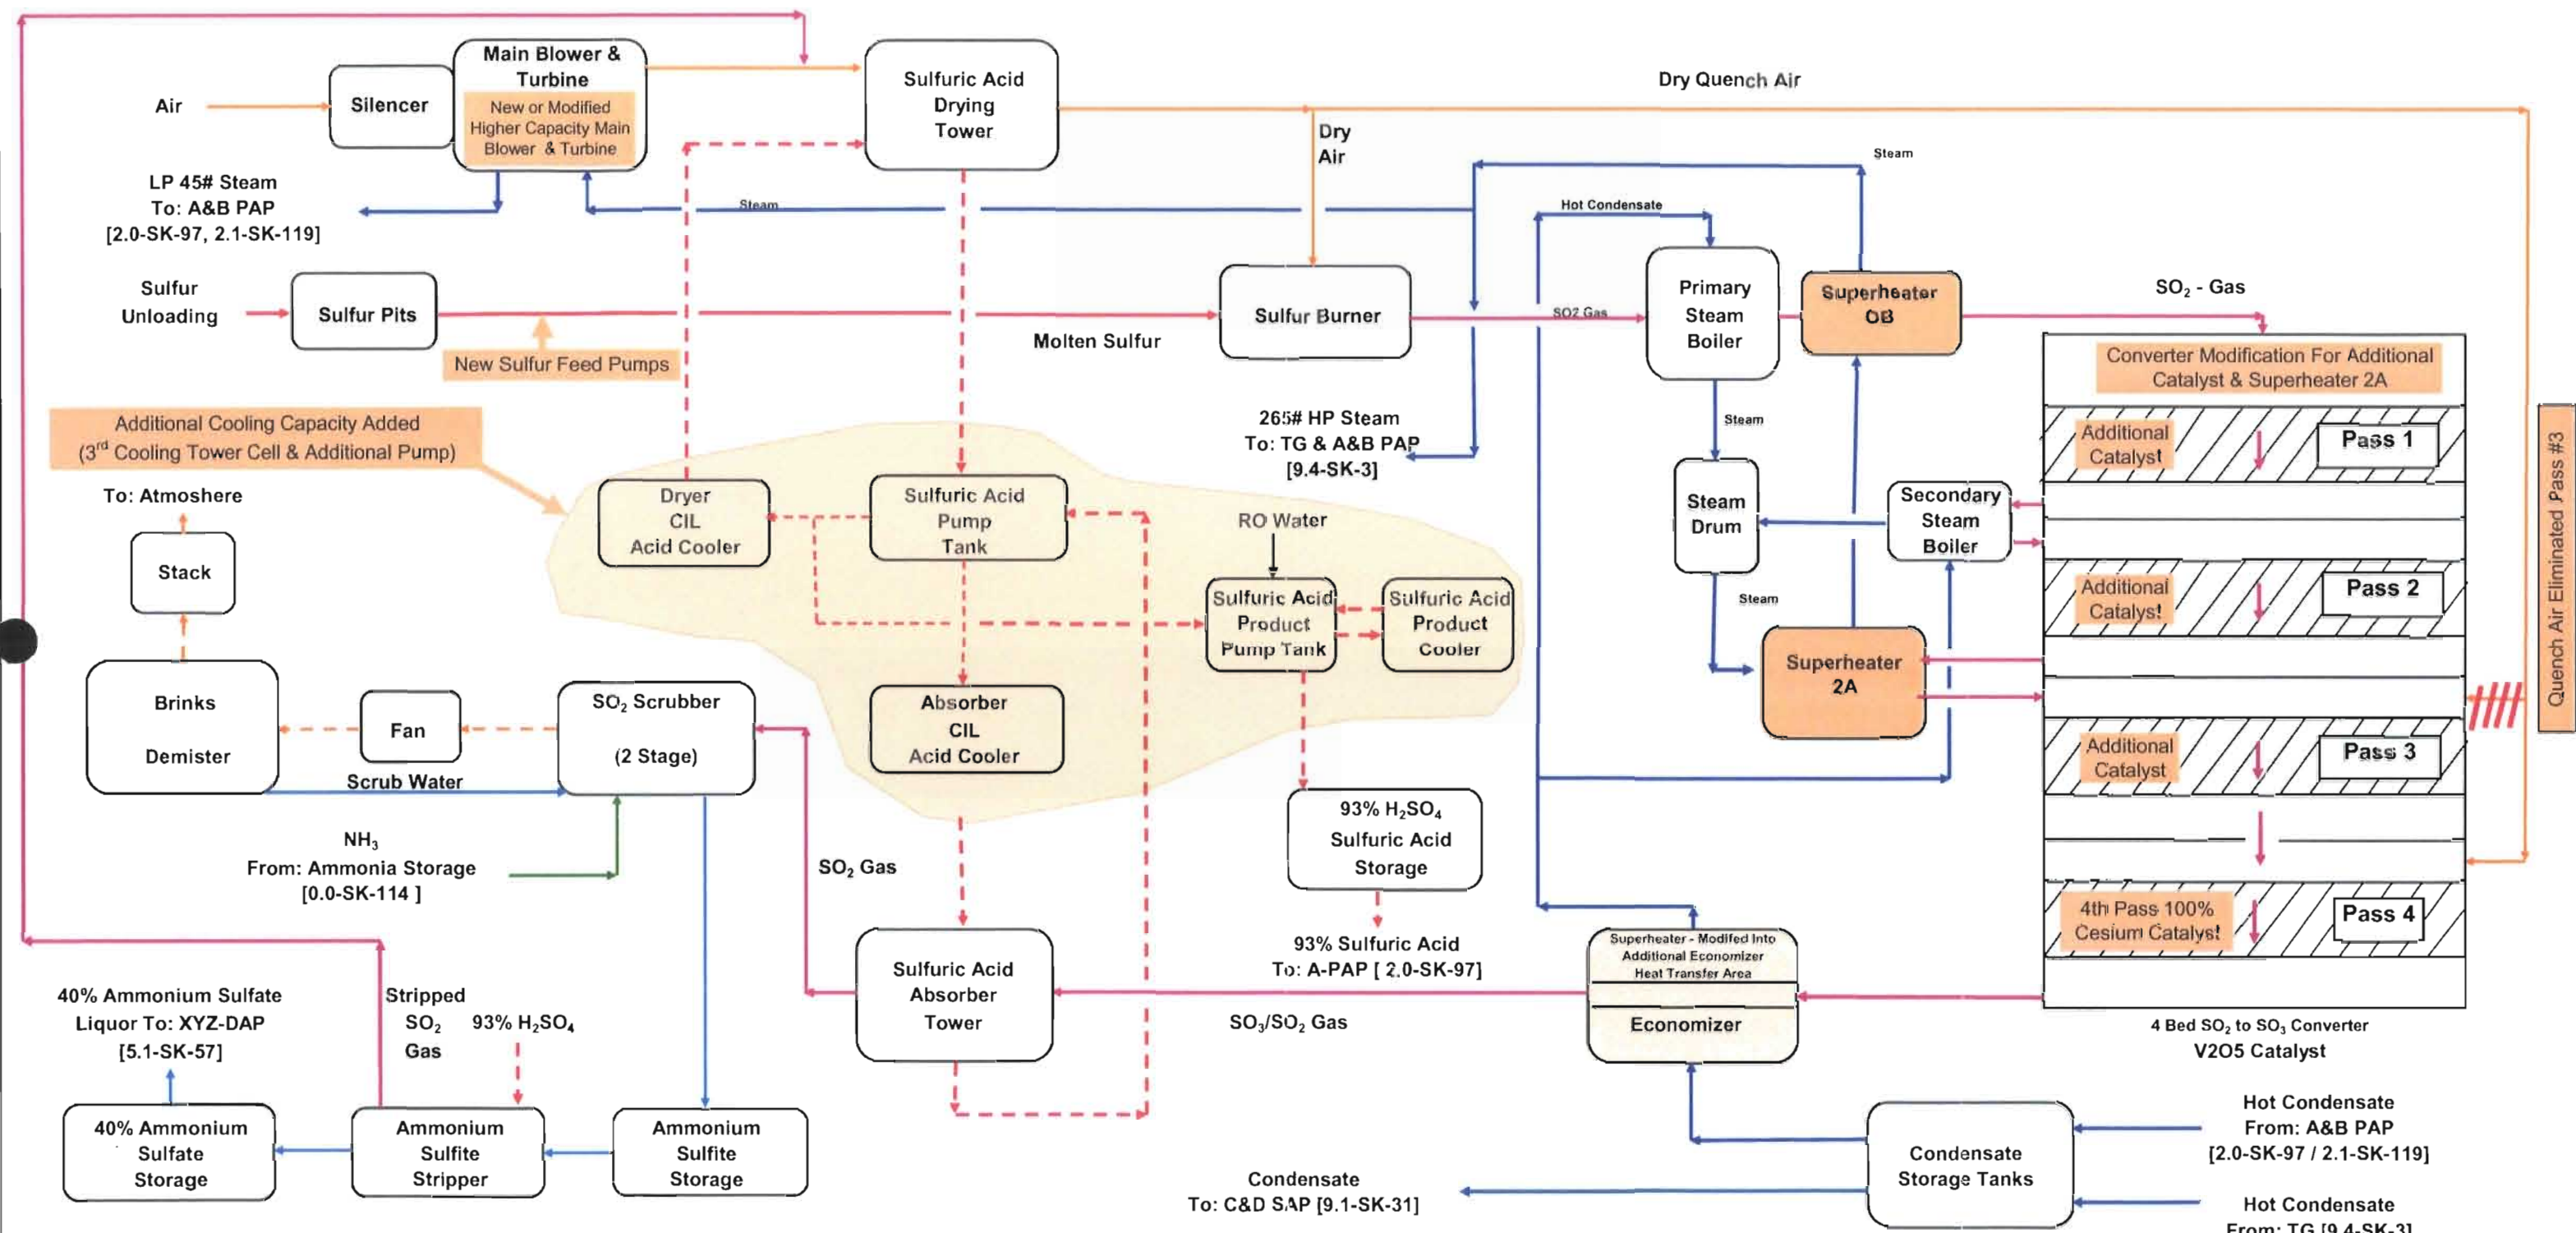 Main Blower &
Turbine
New or Modified
Higher Capacity Main
Blower & Turbine
Air
Silencer
Sulfuric Acid
Drying
Tower
Dry Quench Air
Dry
Air
Steam
LP 45# Steam
To: A&B PAP
[2.0-SK-97, 2.1-SK-119]
Steam
Hot Condensate
Sulfur
Unloading
Sulfur Pits
New Sulfur Feed Pumps
Molten Sulfur
Sulfur Burner
SO2 Gas
Primary
Steam
Boiler
Superheater
OB
SO₂ - Gas
Converter Modification For Additional
Catalyst & Superheater 2A
Additional
Catalyst
Pass 1
Quench Air Eliminated Pass #3
Additional Cooling Capacity Added
(3rd Cooling Tower Cell & Additional Pump)
265# HP Steam
To: TG & A&B PAP
[9.4-SK-3]
Steam
To: Atmoshere
Stack
Dryer
CIL
Acid Cooler
Sulfuric Acid
Pump
Tank
RO Water
Steam
Drum
Secondary
Steam
Boiler
Sulfuric Acid
Product
Pump Tank
Sulfuric Acid
Product
Cooler
Steam
Additional
Catalyst
Pass 2
Superheater
2A
Brinks
Demister
Fan
SO₂ Scrubber
(2 Stage)
Scrub Water
Absorber
CIL
Acid Cooler
Additional
Catalyst
Pass 3
NH₃
From: Ammonia Storage
[0.0-SK-114 ]
SO₂ Gas
93% H₂SO₄
Sulfuric Acid
Storage
93% Sulfuric Acid
To: A-PAP [ 2.0-SK-97]
4th Pass 100%
Cesium Catalyst
Pass 4
Superheater - Modifed Into
Additional Economizer
Heat Transfer Area
Economizer
Sulfuric Acid
Absorber
Tower
SO₃/SO₂ Gas
4 Bed SO₂ to SO₃ Converter
V2O5 Catalyst
40% Ammonium Sulfate
Liquor To: XYZ-DAP
[5.1-SK-57]
Stripped
SO₂
Gas
93% H₂SO₄
40% Ammonium
Sulfate
Storage
Ammonium
Sulfite
Stripper
Ammonium
Sulfite
Storage
Condensate
To: C&D SAP [9.1-SK-31]
Condensate
Storage Tanks
Hot Condensate
From: A&B PAP
[2.0-SK-97 / 2.1-SK-119]
Hot Condensate
From: TG [9.4-SK-3]